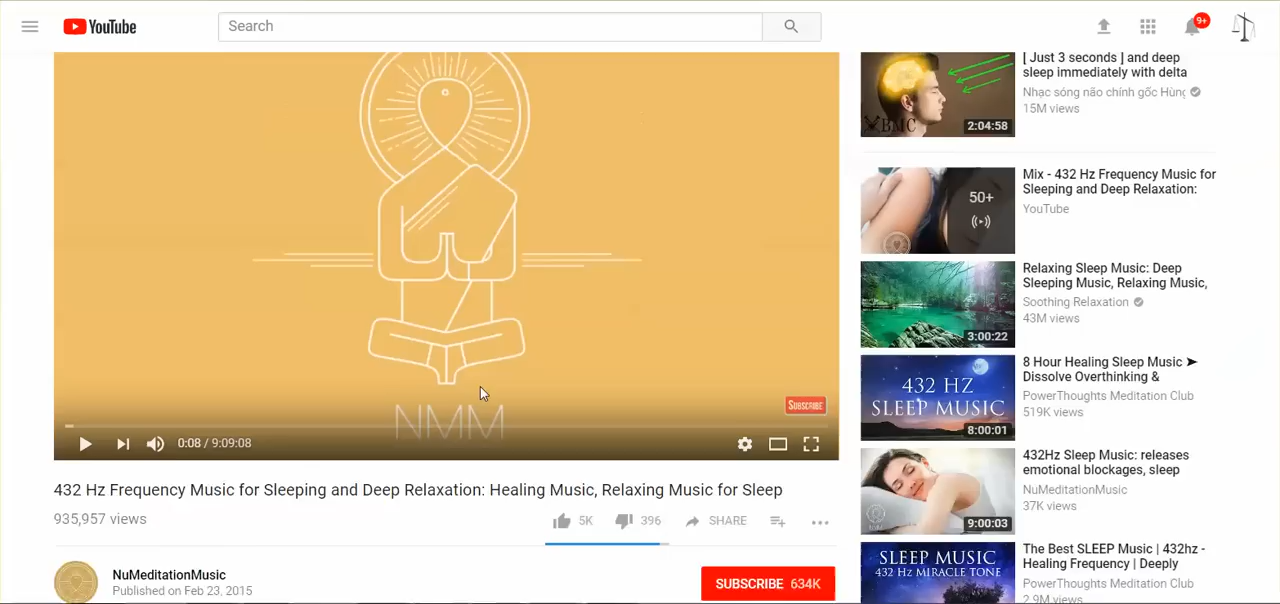 YouTube
Search
9+
NMM
SUBSCRIBE
0:08 / 9:09:08
432 Hz Frequency Music for Sleeping and Deep Relaxation: Healing Music, Relaxing Music for Sleep
935,957 views
5K
396
SHARE
NuMeditationMusic
Published on Feb 23, 2015
SUBSCRIBE 634K
BMC
2:04:58
[ Just 3 seconds ] and deep
sleep immediately with delta
Nhạc sóng não chính gốc Hùng
15M views
50+
Mix - 432 Hz Frequency Music for
Sleeping and Deep Relaxation:
YouTube
3:00:22
Relaxing Sleep Music: Deep
Sleeping Music, Relaxing Music,
Soothing Relaxation
43M views
432 HZ
SLEEP MUSIC
8:00:01
8 Hour Healing Sleep Music ➤
Dissolve Overthinking &
PowerThoughts Meditation Club
519K views
9:00:03
432Hz Sleep Music: releases
emotional blockages, sleep
NuMeditationMusic
37K views
SLEEP MUSIC
432 HZ MIRACLE TONE
The Best SLEEP Music | 432hz -
Healing Frequency | Deeply
PowerThoughts Meditation Club
2.9M views